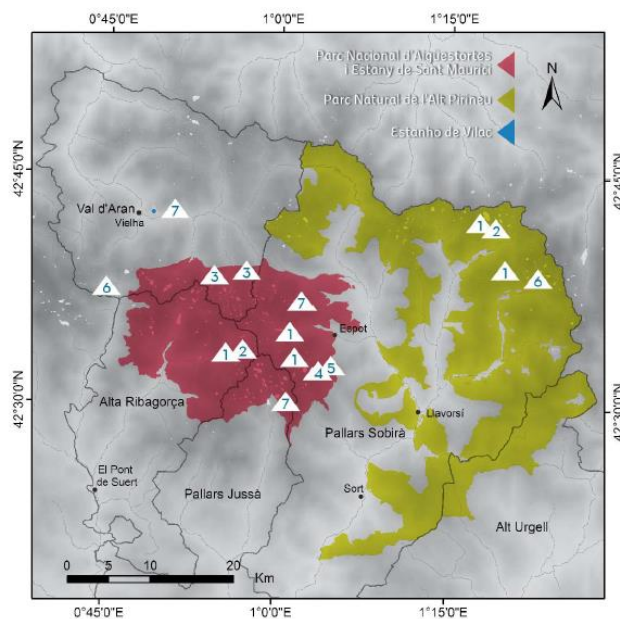 0°45'0"E
1°0'0"E
1°15'0"E
Parc Nacional d'Aigüestortes
i Estany de Sant Maurici
N
Parc Natural de l'Alt Pirineu
Estanho de Vilac
42°45'0"N
42°45'0"N
Val d'Aran
Vielha
7
1
2
6
3
3
1
6
7
1
Espot
1
2
1
4
5
7
42°30'0"N
42°30'0"N
Alta Ribagorça
Llavorsí
Pallars Sobirà
El Pont
de Suert
Pallars Jussà
Sort
Alt Urgell
0
5
10
20
Km
0°45'0"E
1°0'0"E
1°15'0"E